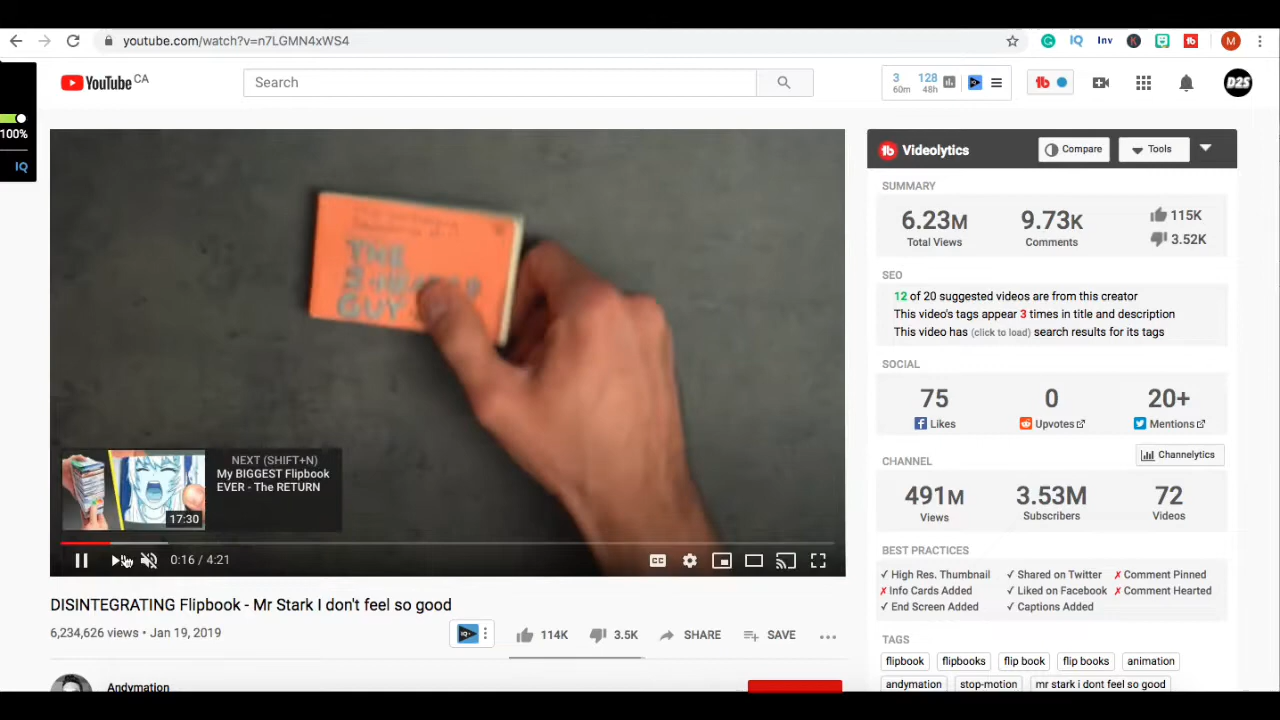 youtube.com/watch?v=n7LGMN4xWS4
IQ Inv K M
YouTube CA
Search
3 60m 128 48h
tb
D2S
100%
IQ
THE
GUY
NEXT (SHIFT+N)
My BIGGEST Flipbook
EVER - The RETURN
17:30
0:16 / 4:21
CC
DISINTEGRATING Flipbook - Mr Stark I don't feel so good
6,234,626 views • Jan 19, 2019
IQ
114K 3.5K SHARE SAVE
Andymation
tb Videolytics Compare Tools
SUMMARY
6.23M 9.73K 115K
Total Views Comments 3.52K
SEO
12 of 20 suggested videos are from this creator
This video's tags appear 3 times in title and description
This video has (click to load) search results for its tags
SOCIAL
75 0 20+
Likes Upvotes Mentions
CHANNEL Channelytics
491M 3.53M 72
Views Subscribers Videos
BEST PRACTICES
✓ High Res. Thumbnail ✓ Shared on Twitter ✗ Comment Pinned
✗ Info Cards Added ✓ Liked on Facebook ✗ Comment Hearted
✓ End Screen Added ✓ Captions Added
TAGS
flipbook flipbooks flip book flip books animation
andymation stop-motion mr stark i dont feel so good